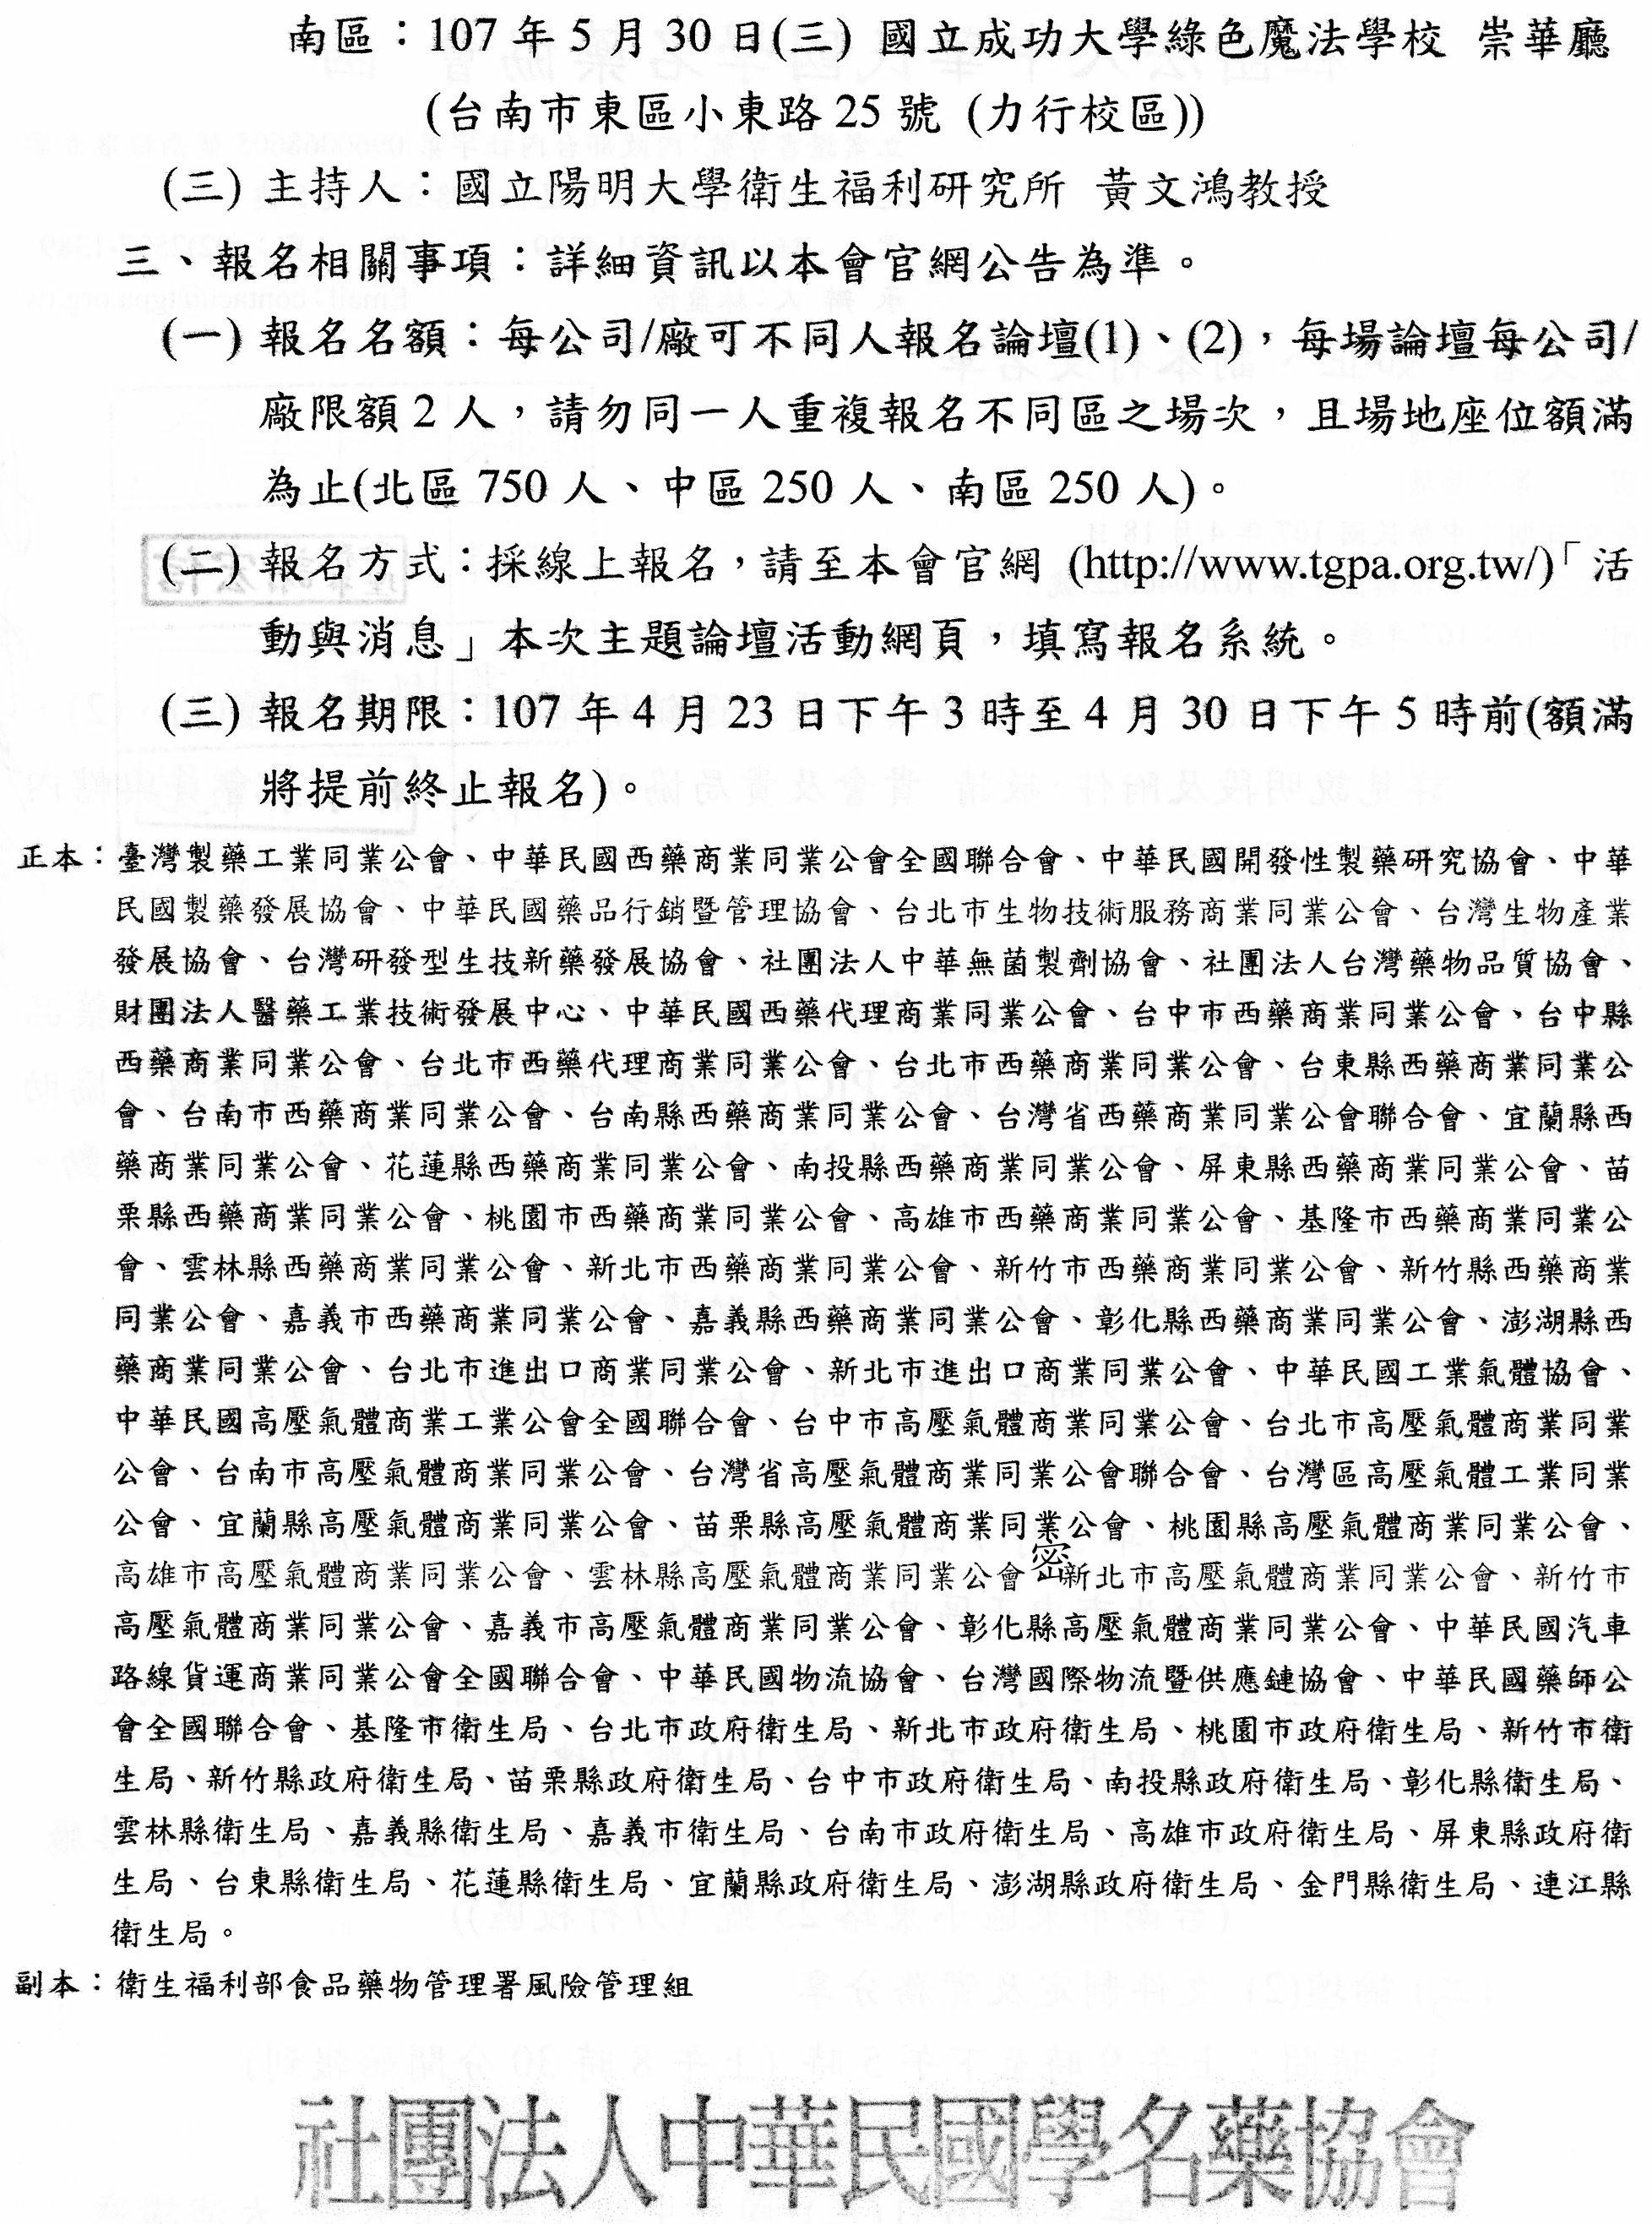 南區：107 年 5 月 30 日(三) 國立成功大學綠色魔法學校 崇華廳
(台南市東區小東路 25 號 (力行校區))
(三) 主持人：國立陽明大學衛生福利研究所 黃文鴻教授
三、報名相關事項：詳細資訊以本會官網公告為準。
(一) 報名名額：每公司/廠可不同人報名論壇(1)、(2)，每場論壇每公司/
廠限額 2 人，請勿同一人重複報名不同區之場次，且場地座位額滿
為止(北區 750 人、中區 250 人、南區 250 人)。
(二) 報名方式：採線上報名，請至本會官網 (http://www.tgpa.org.tw/)「活
動與消息」本次主題論壇活動網頁，填寫報名系統。
(三) 報名期限：107 年 4 月 23 日下午 3 時至 4 月 30 日下午 5 時前(額滿
將提前終止報名)。
正本：臺灣製藥工業同業公會、中華民國西藥商業同業公會全國聯合會、中華民國開發性製藥研究協會、中華
民國製藥發展協會、中華民國藥品行銷暨管理協會、台北市生物技術服務商業同業公會、台灣生物產業
發展協會、台灣研發型生技新藥發展協會、社團法人中華無菌製劑協會、社團法人台灣藥物品質協會、
財團法人醫藥工業技術發展中心、中華民國西藥代理商業同業公會、台中市西藥商業同業公會、台中縣
西藥商業同業公會、台北市西藥代理商業同業公會、台北市西藥商業同業公會、台東縣西藥商業同業公
會、台南市西藥商業同業公會、台南縣西藥商業同業公會、台灣省西藥商業同業公會聯合會、宜蘭縣西
藥商業同業公會、花蓮縣西藥商業同業公會、南投縣西藥商業同業公會、屏東縣西藥商業同業公會、苗
栗縣西藥商業同業公會、桃園市西藥商業同業公會、高雄市西藥商業同業公會、基隆市西藥商業同業公
會、雲林縣西藥商業同業公會、新北市西藥商業同業公會、新竹市西藥商業同業公會、新竹縣西藥商業
同業公會、嘉義市西藥商業同業公會、嘉義縣西藥商業同業公會、彰化縣西藥商業同業公會、澎湖縣西
藥商業同業公會、台北市進出口商業同業公會、新北市進出口商業同業公會、中華民國工業氣體協會、
中華民國高壓氣體商業工業公會全國聯合會、台中市高壓氣體商業同業公會、台北市高壓氣體商業同業
公會、台南市高壓氣體商業同業公會、台灣省高壓氣體商業同業公會聯合會、台灣區高壓氣體工業同業
公會、宜蘭縣高壓氣體商業同業公會、苗栗縣高壓氣體商業同業公會、桃園縣高壓氣體商業同業公會、
高雄市高壓氣體商業同業公會、雲林縣高壓氣體商業同業公會 密 新北市高壓氣體商業同業公會、新竹市
高壓氣體商業同業公會、嘉義市高壓氣體商業同業公會、彰化縣高壓氣體商業同業公會、中華民國汽車
路線貨運商業同業公會全國聯合會、中華民國物流協會、台灣國際物流暨供應鏈協會、中華民國藥師公
會全國聯合會、基隆市衛生局、台北市政府衛生局、新北市政府衛生局、桃園市政府衛生局、新竹市衛
生局、新竹縣政府衛生局、苗栗縣政府衛生局、台中市政府衛生局、南投縣政府衛生局、彰化縣衛生局、
雲林縣衛生局、嘉義縣衛生局、嘉義市衛生局、台南市政府衛生局、高雄市政府衛生局、屏東縣政府衛
生局、台東縣衛生局、花蓮縣衛生局、宜蘭縣政府衛生局、澎湖縣政府衛生局、金門縣衛生局、連江縣
衛生局。
副本：衛生福利部食品藥物管理署風險管理組
社團法人中華民國學名藥協會